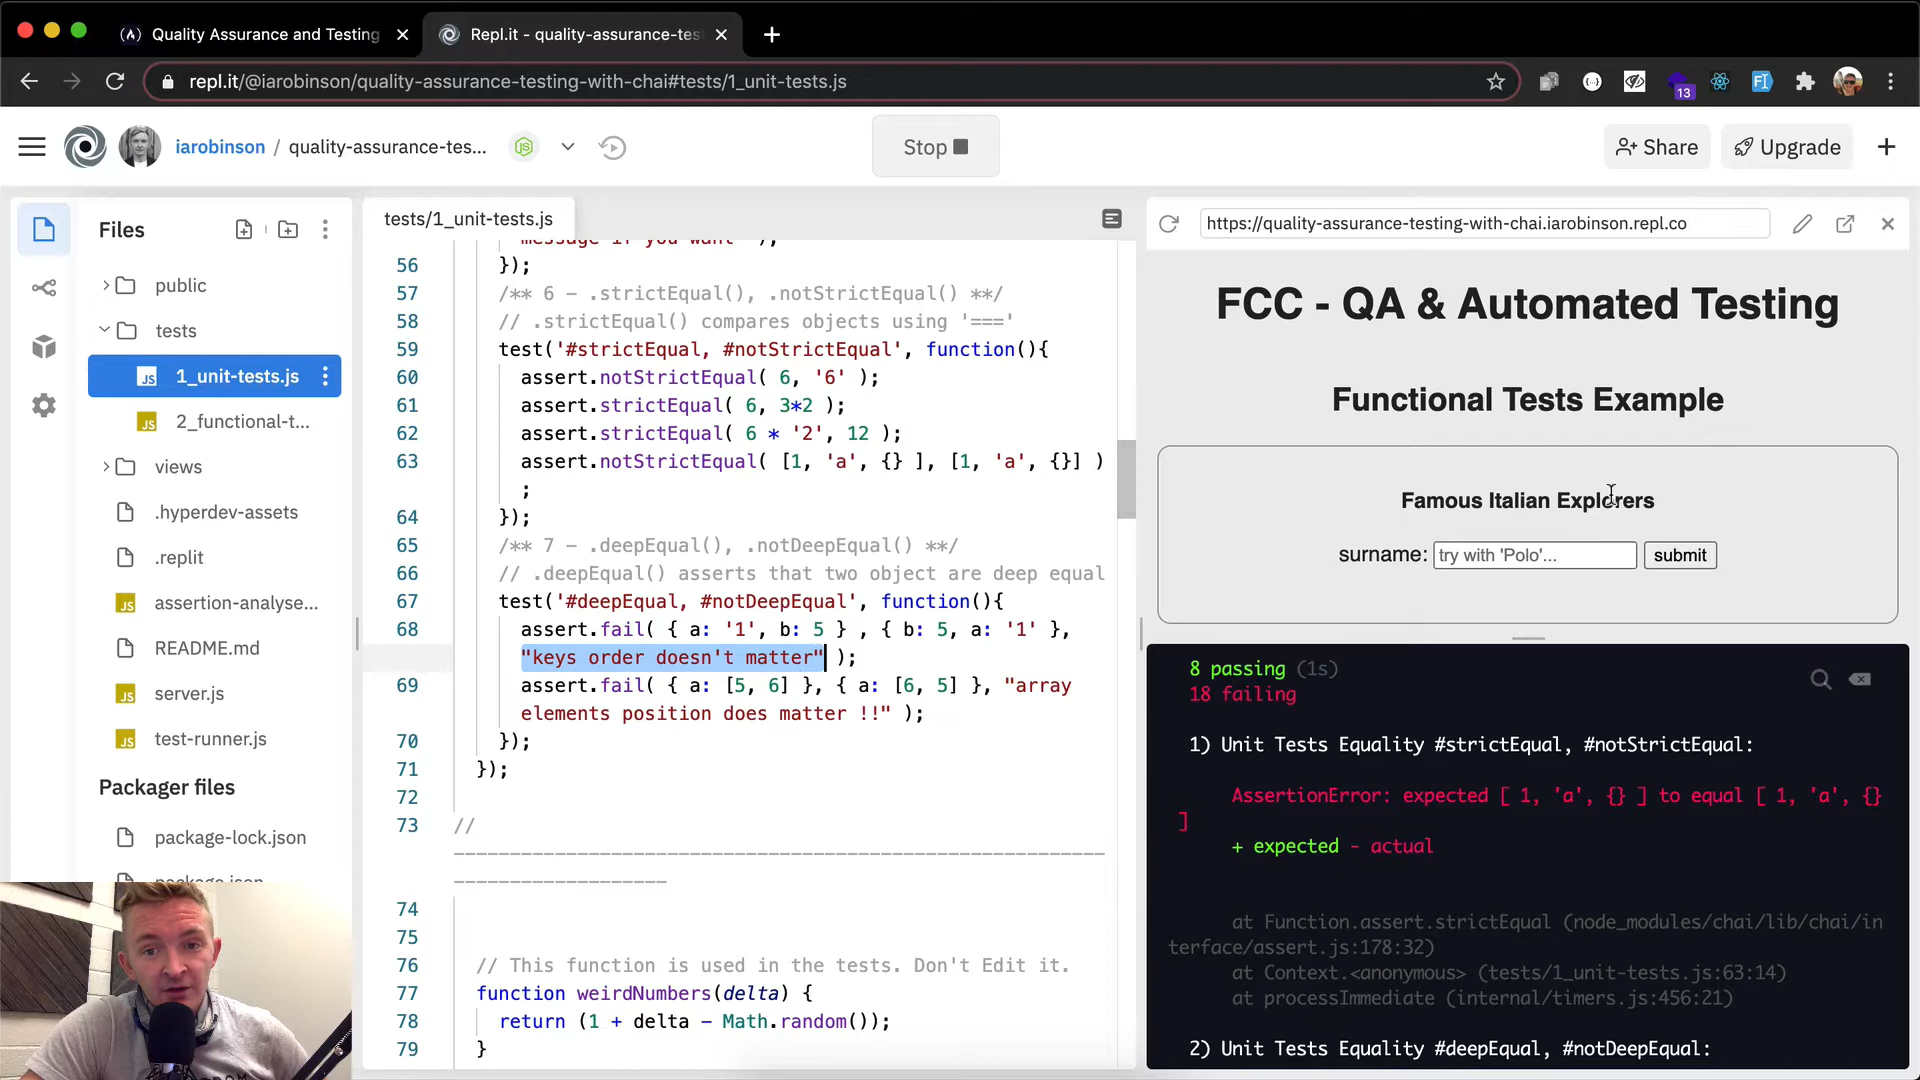 Quality Assurance and Testing
Repl.it - quality-assurance-tes
repl.it/@iarobinson/quality-assurance-testing-with-chai#tests/1_unit-tests.js
13
iarobinson / quality-assurance-tes...
Stop
Share
Upgrade
Files
public
tests
1_unit-tests.js
2_functional-t...
views
.hyperdev-assets
.replit
assertion-analyse...
README.md
server.js
test-runner.js
Packager files
package-lock.json
package.json
tests/1_unit-tests.js
message if you want" );
56 });
57 /** 6 - .strictEqual(), .notStrictEqual() **/
58 // .strictEqual() compares objects using '==='
59 test('#strictEqual, #notStrictEqual', function(){
60 assert.notStrictEqual( 6, '6' );
61 assert.strictEqual( 6, 3*2 );
62 assert.strictEqual( 6 * '2', 12 );
63 assert.notStrictEqual( [1, 'a', {} ], [1, 'a', {}] )
;
64 });
65 /** 7 - .deepEqual(), .notDeepEqual() **/
66 // .deepEqual() asserts that two object are deep equal
67 test('#deepEqual, #notDeepEqual', function(){
68 assert.fail( { a: '1', b: 5 } , { b: 5, a: '1' },
"keys order doesn't matter" );
69 assert.fail( { a: [5, 6] }, { a: [6, 5] }, "array
elements position does matter !!" );
70 });
71 });
72
73 //
-----------------------------------------------------------
-------------------
74
75
76 // This function is used in the tests. Don't Edit it.
77 function weirdNumbers(delta) {
78 return (1 + delta - Math.random());
79 }
https://quality-assurance-testing-with-chai.iarobinson.repl.co
FCC - QA & Automated Testing
Functional Tests Example
Famous Italian Explorers
surname: try with 'Polo'... submit
8 passing (1s)
18 failing
1) Unit Tests Equality #strictEqual, #notStrictEqual:
AssertionError: expected [ 1, 'a', {} ] to equal [ 1, 'a', {}
]
+ expected - actual
at Function.assert.strictEqual (node_modules/chai/lib/chai/in
terface/assert.js:178:32)
at Context.<anonymous> (tests/1_unit-tests.js:63:14)
at processImmediate (internal/timers.js:456:21)
2) Unit Tests Equality #deepEqual, #notDeepEqual: